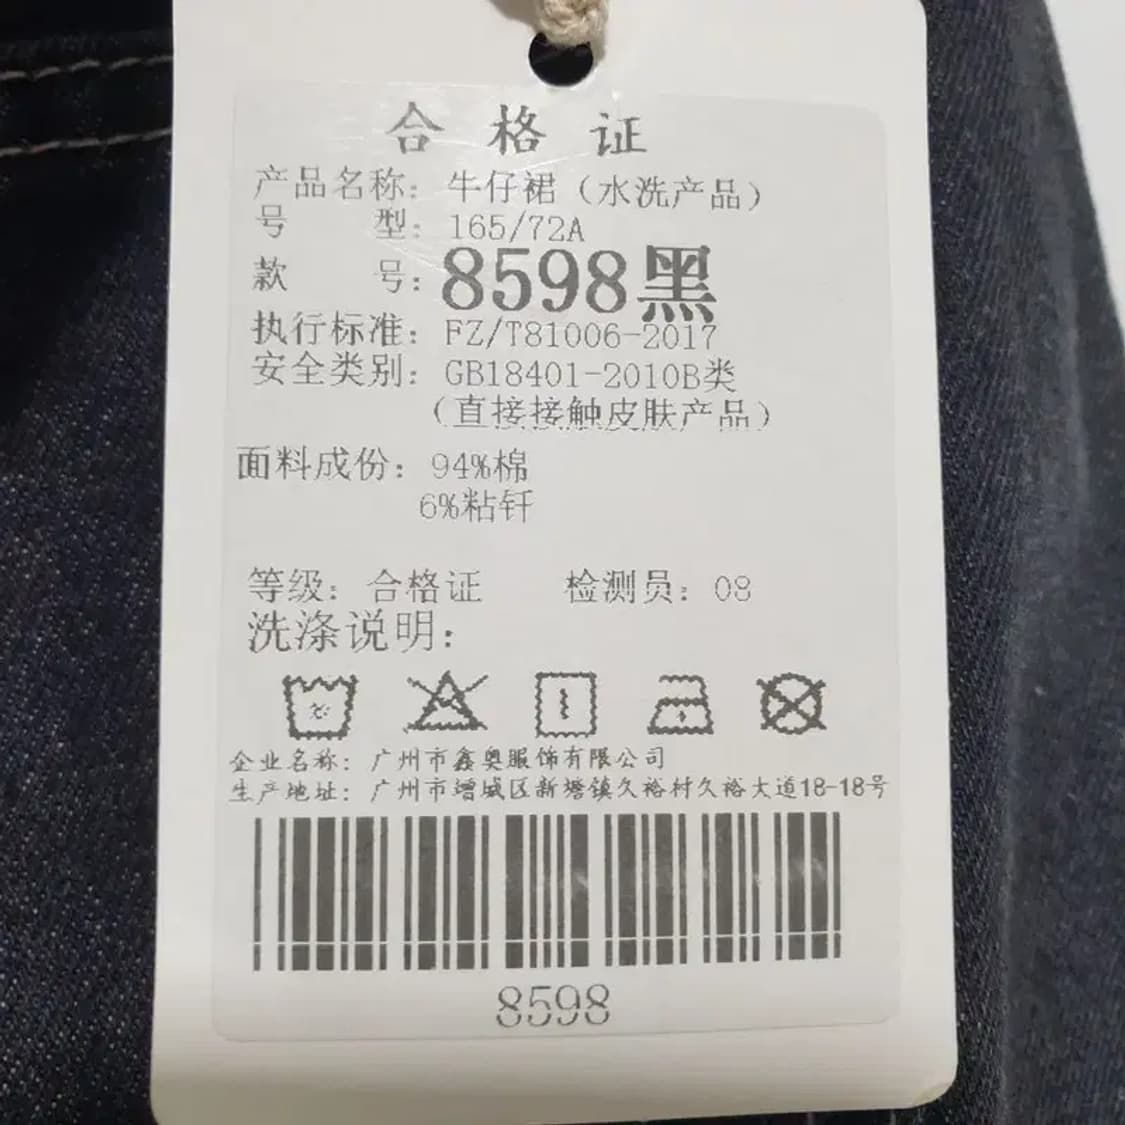 合格证
产品名称: 牛仔裙（水洗产品）
号 型: 165/72A
款 号: 8598黑
执行标准: FZ/T81006-2017
安全类别: GB18401-2010B类
（直接接触皮肤产品）
面料成份: 94%棉
6%粘钎
等级: 合格证 检测员: 08
洗涤说明:
企业名称: 广州市鑫奥服饰有限公司
生产地址: 广州市增城区新塘镇久裕村久裕大道18-18号
8598